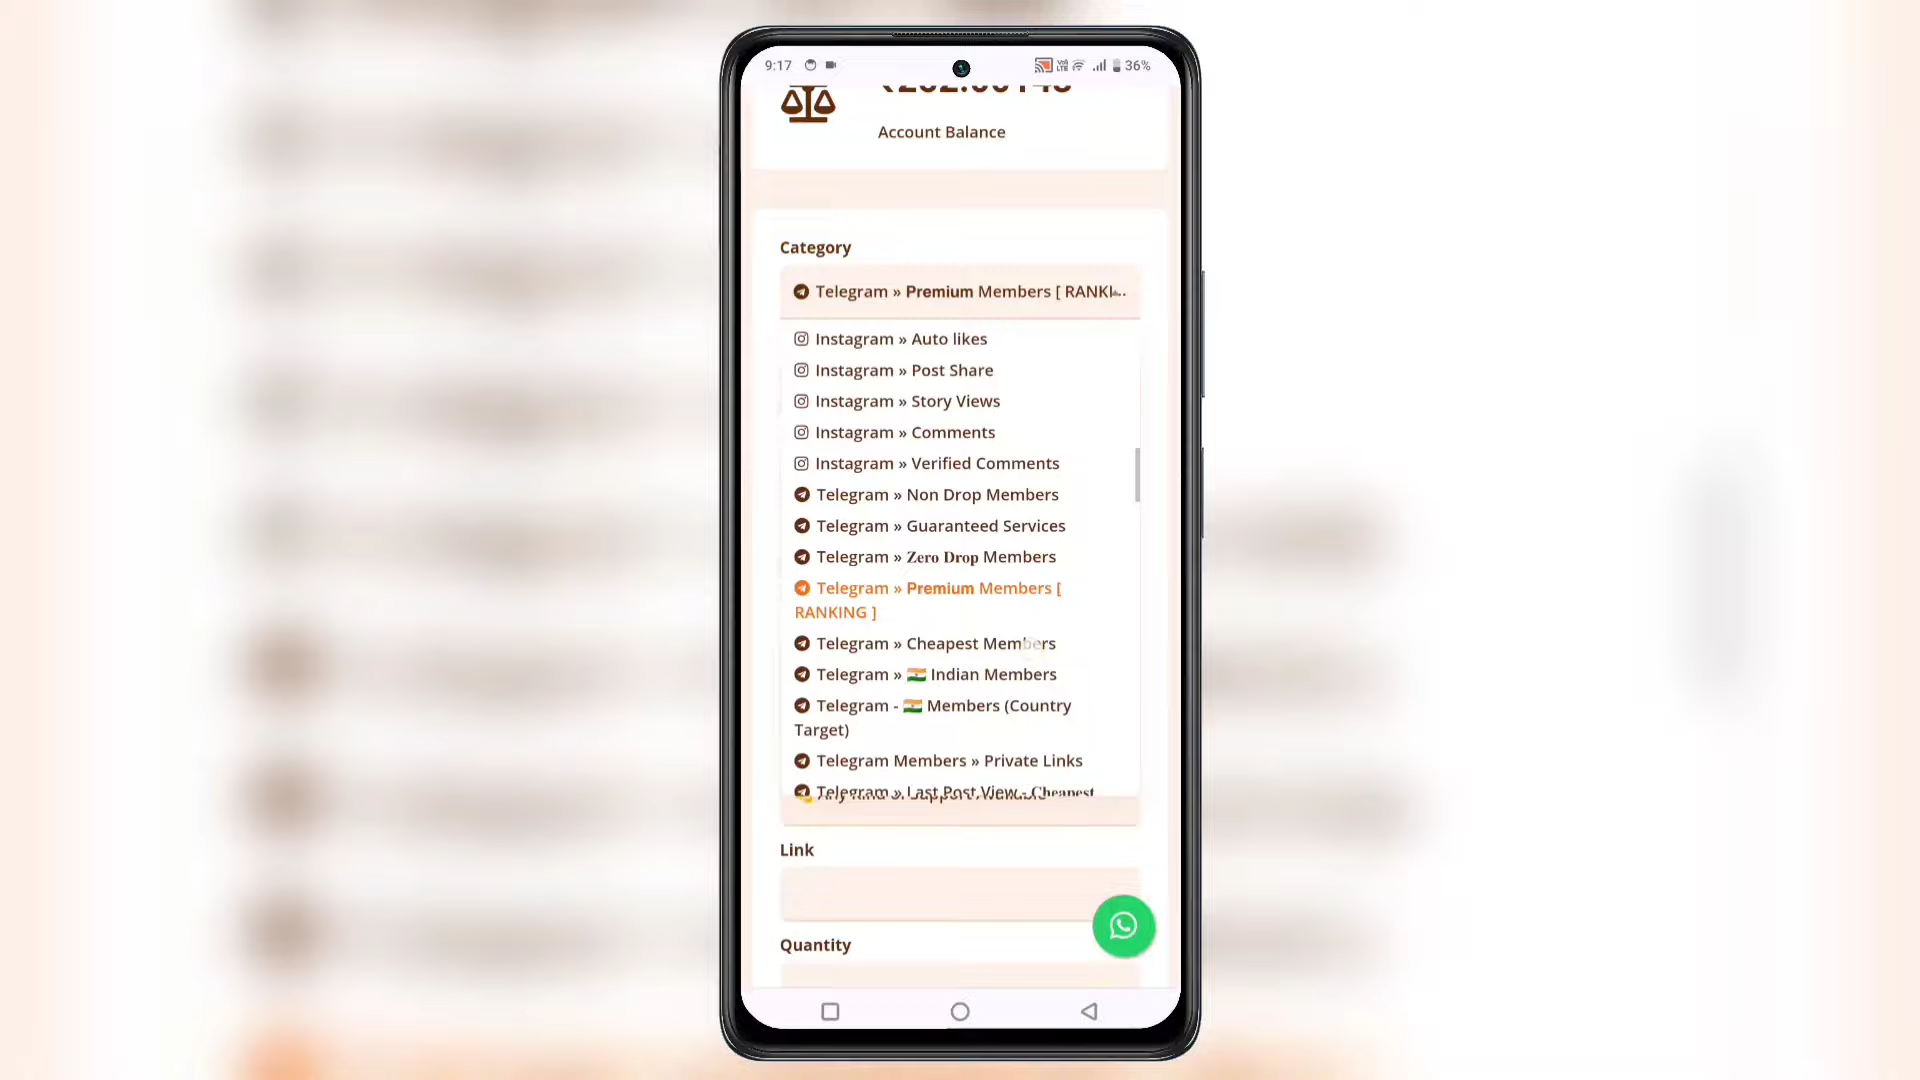 9:17
36%
Account Balance
Category
Telegram » Premium Members [ RANKI...
Instagram » Auto likes
Instagram » Post Share
Instagram » Story Views
Instagram » Comments
Instagram » Verified Comments
Telegram » Non Drop Members
Telegram » Guaranteed Services
Telegram » Zero Drop Members
Telegram » Premium Members [
RANKING ]
Telegram » Cheapest Members
Telegram » 🇮🇳 Indian Members
Telegram - 🇮🇳 Members (Country
Target)
Telegram Members » Private Links
Telegram » Last Post View - Cheapest
Link
Quantity